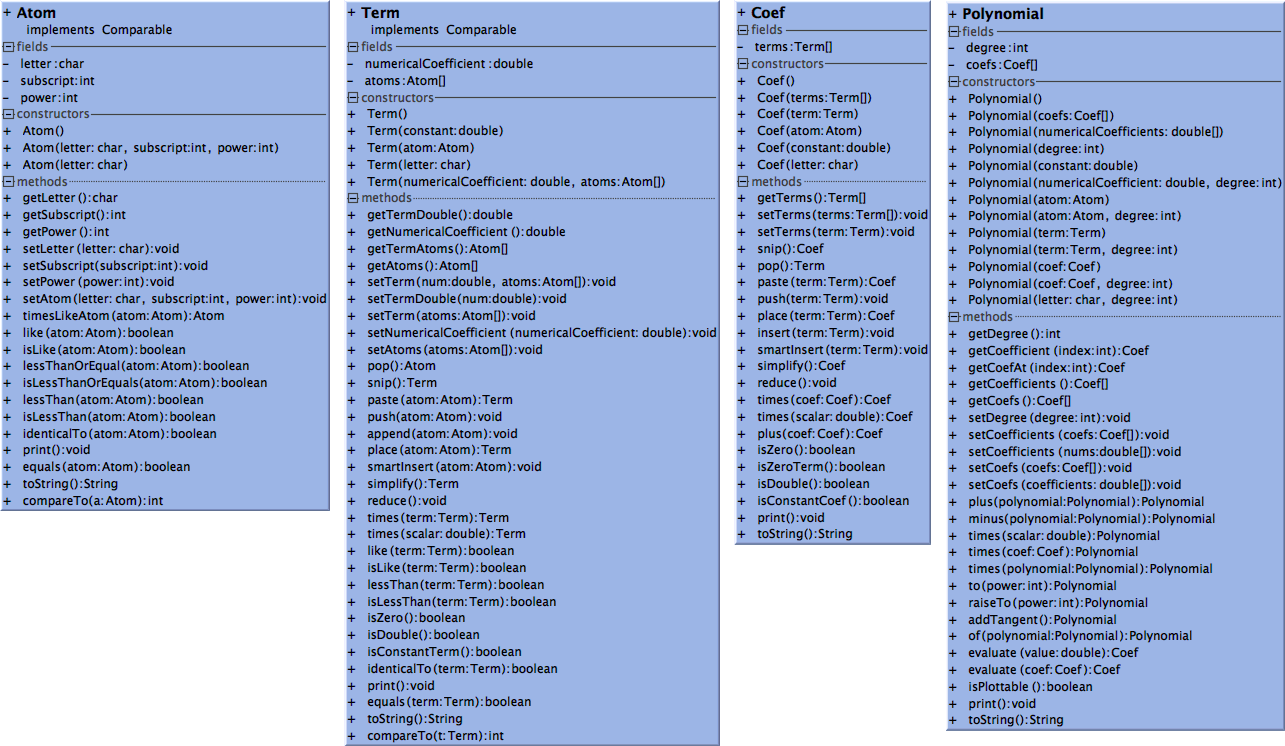 + Atom
implements Comparable
fields
- letter:char
- subscript:int
- power:int
constructors
+ Atom()
+ Atom(letter: char, subscript:int, power:int)
+ Atom(letter: char)
methods
+ getLetter():char
+ getSubscript():int
+ getPower():int
+ setLetter(letter: char):void
+ setSubscript(subscript:int):void
+ setPower(power:int):void
+ setAtom(letter: char, subscript:int, power:int):void
+ timesLikeAtom(atom:Atom):Atom
+ like(atom:Atom):boolean
+ isLike(atom:Atom):boolean
+ lessThanOrEqual(atom:Atom):boolean
+ isLessThanOrEquals(atom:Atom):boolean
+ lessThan(atom:Atom):boolean
+ isLessThan(atom:Atom):boolean
+ identicalTo(atom:Atom):boolean
+ print():void
+ equals(atom:Atom):boolean
+ toString():String
+ compareTo(a:Atom):int
+ Term
implements Comparable
fields
- numericalCoefficient:double
- atoms:Atom[]
constructors
+ Term()
+ Term(constant:double)
+ Term(atom:Atom)
+ Term(letter: char)
+ Term(numericalCoefficient: double, atoms:Atom[])
methods
+ getTermDouble():double
+ getNumericalCoefficient():double
+ getTermAtoms():Atom[]
+ getAtoms():Atom[]
+ setTerm(num:double, atoms:Atom[]):void
+ setTermDouble(num:double):void
+ setTerm(atoms:Atom[]):void
+ setNumericalCoefficient(numericalCoefficient: double):void
+ setAtoms(atoms:Atom[]):void
+ pop():Atom
+ snip():Term
+ paste(atom:Atom):Term
+ push(atom:Atom):void
+ append(atom:Atom):void
+ place(atom:Atom):Term
+ smartInsert(atom:Atom):void
+ simplify():Term
+ reduce():void
+ times(term:Term):Term
+ times(scalar: double):Term
+ like(term:Term):boolean
+ isLike(term:Term):boolean
+ lessThan(term:Term):boolean
+ isLessThan(term:Term):boolean
+ isZero():boolean
+ isDouble():boolean
+ isConstantTerm():boolean
+ identicalTo(term:Term):boolean
+ print():void
+ equals(term:Term):boolean
+ toString():String
+ compareTo(t:Term):int
+ Coef
fields
- terms:Term[]
constructors
+ Coef()
+ Coef(terms:Term[])
+ Coef(term:Term)
+ Coef(atom:Atom)
+ Coef(constant:double)
+ Coef(letter: char)
methods
+ getTerms():Term[]
+ setTerms(terms:Term[]):void
+ setTerms(term:Term):void
+ snip():Coef
+ pop():Term
+ paste(term:Term):Coef
+ push(term:Term):void
+ place(term:Term):Coef
+ insert(term:Term):void
+ smartInsert(term:Term):void
+ simplify():Coef
+ reduce():void
+ times(coef:Coef):Coef
+ times(scalar: double):Coef
+ plus(coef:Coef):Coef
+ isZero():boolean
+ isZeroTerm():boolean
+ isDouble():boolean
+ isConstantCoef():boolean
+ print():void
+ toString():String
+ Polynomial
fields
- degree:int
- coefs:Coef[]
constructors
+ Polynomial()
+ Polynomial(coefs:Coef[])
+ Polynomial(numericalCoefficients: double[])
+ Polynomial(degree:int)
+ Polynomial(constant:double)
+ Polynomial(numericalCoefficient: double, degree:int)
+ Polynomial(atom:Atom)
+ Polynomial(atom:Atom, degree:int)
+ Polynomial(term:Term)
+ Polynomial(term:Term, degree:int)
+ Polynomial(coef:Coef)
+ Polynomial(coef:Coef, degree:int)
+ Polynomial(letter: char, degree:int)
methods
+ getDegree():int
+ getCoefficient(index:int):Coef
+ getCoefAt(index:int):Coef
+ getCoefficients():Coef[]
+ getCoefs():Coef[]
+ setDegree(degree:int):void
+ setCoefficients(coefs:Coef[]):void
+ setCoefficients(nums:double[]):void
+ setCoefs(coefs:Coef[]):void
+ setCoefs(coefficients: double[]):void
+ plus(polynomial:Polynomial):Polynomial
+ minus(polynomial:Polynomial):Polynomial
+ times(scalar: double):Polynomial
+ times(coef:Coef):Polynomial
+ times(polynomial:Polynomial):Polynomial
+ to(power:int):Polynomial
+ raiseTo(power:int):Polynomial
+ addTangent():Polynomial
+ of(polynomial:Polynomial):Polynomial
+ evaluate(value:double):Coef
+ evaluate(coef:Coef):Coef
+ isPlottable():boolean
+ print():void
+ toString():String